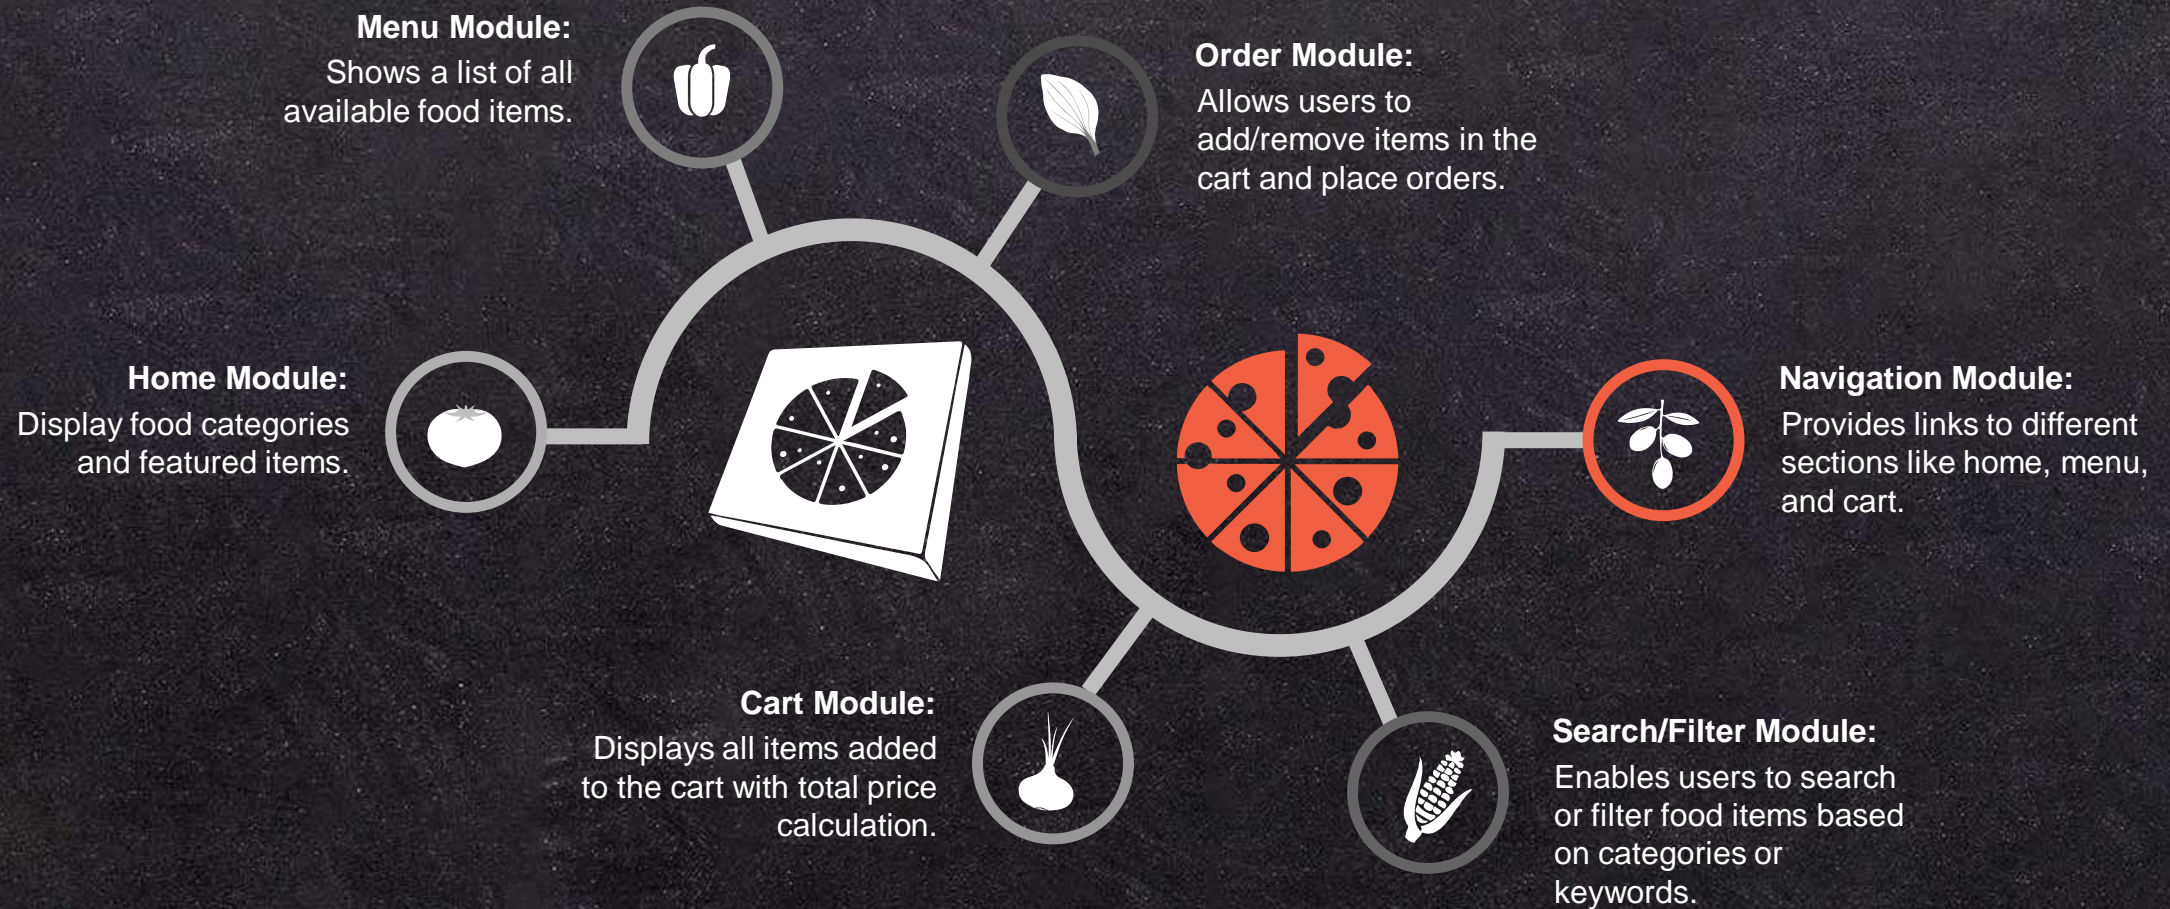 Menu Module:
Shows a list of all
available food items.
Order Module:
Allows users to
add/remove items in the
cart and place orders.
Home Module:
Display food categories
and featured items.
Navigation Module:
Provides links to different
sections like home, menu,
and cart.
Cart Module:
Displays all items added
to the cart with total price
calculation.
Search/Filter Module:
Enables users to search
or filter food items based
on categories or
keywords.